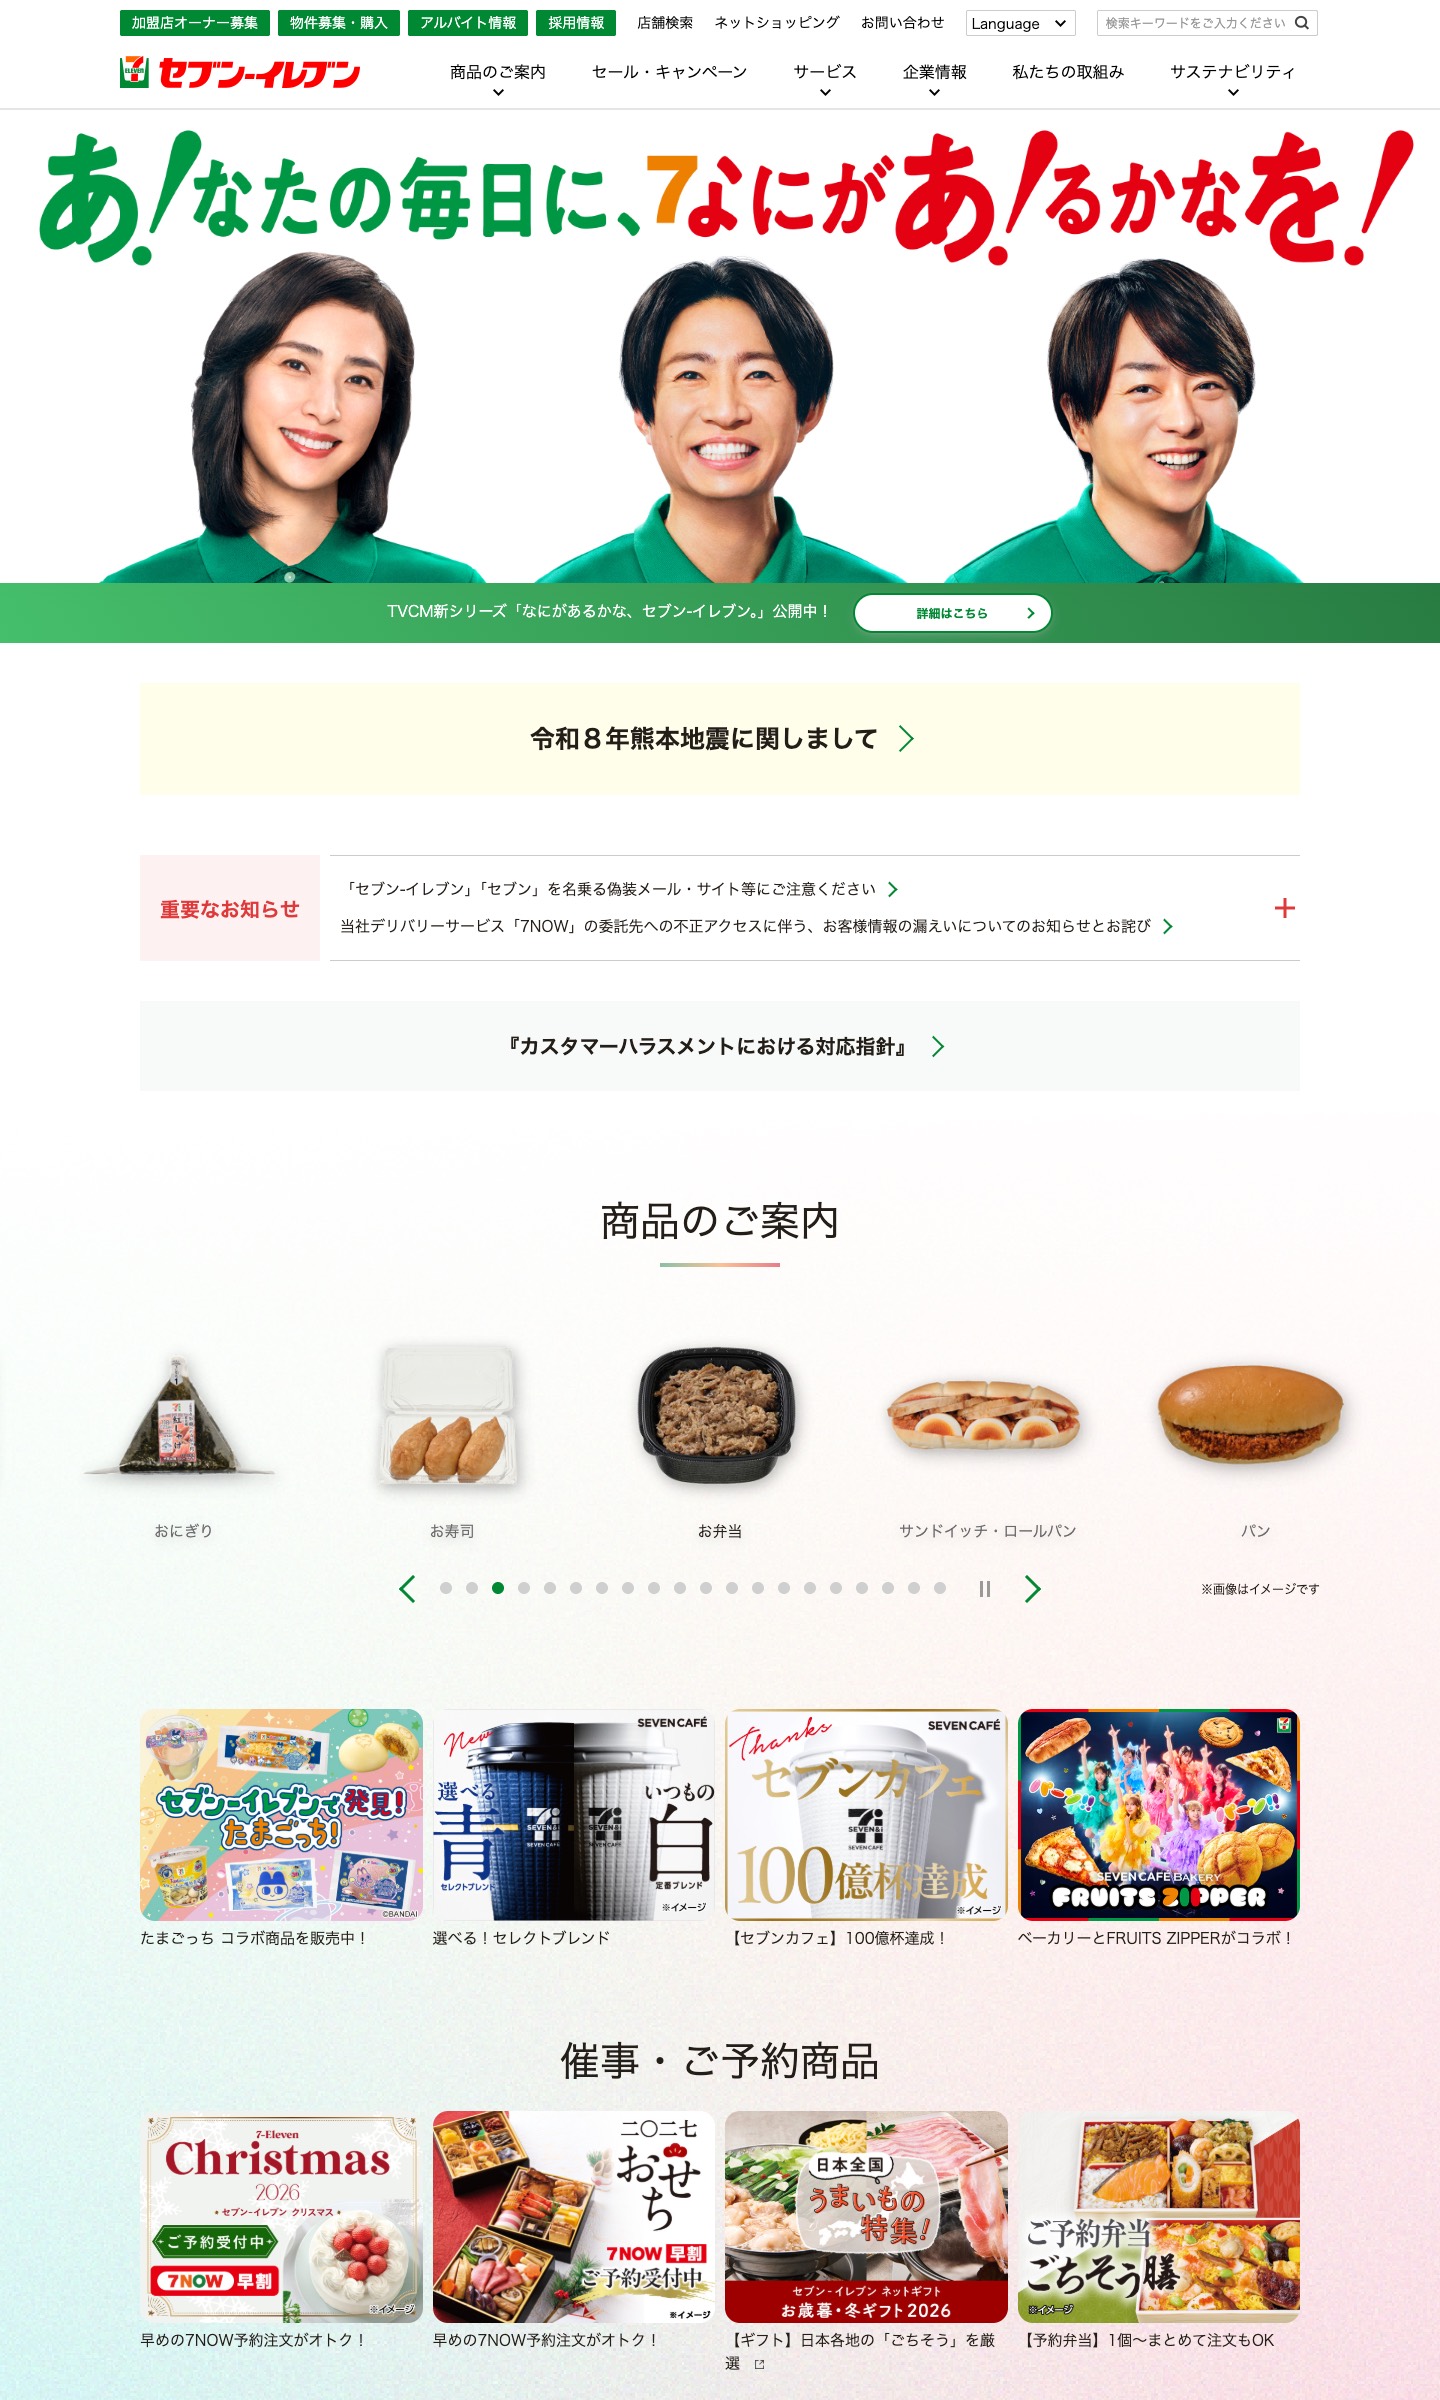 加盟店オーナー募集
物件募集・購入
アルバイト情報
採用情報
店舗検索
ネットショッピング
お問い合わせ
Language
検索キーワードをご入力ください
セブン-イレブン
商品のご案内
セール・キャンペーン
サービス
企業情報
私たちの取組み
サステナビリティ
あ!なたの毎日に、7なにがあ!るかなを!
TVCM新シリーズ「なにがあるかな、セブン-イレブン。」公開中！
詳細はこちら
令和８年熊本地震に関しまして
重要なお知らせ
「セブン-イレブン」「セブン」を名乗る偽装メール・サイト等にご注意ください
当社デリバリーサービス「7NOW」の委託先への不正アクセスに伴う、お客様情報の漏えいについてのお知らせとお詫び
『カスタマーハラスメントにおける対応指針』
商品のご案内
おにぎり
お寿司
お弁当
サンドイッチ・ロールパン
パン
※画像はイメージです
セブン-イレブンで発見!
たまごっち!
©BANDAI
たまごっち コラボ商品を販売中！
New
SEVEN CAFÉ
選べる
青
セレクトブレンド
いつもの
白
定番ブレンド
※イメージ
選べる！セレクトブレンド
Thanks
SEVEN CAFÉ
セブンカフェ
SEVEN&i
SEVEN CAFÉ
100億杯達成
※イメージ
【セブンカフェ】100億杯達成！
パーン!!
パーン!!
SEVEN CAFÉ BAKERY
FRUITS ZIPPER
ベーカリーとFRUITS ZIPPERがコラボ！
催事・ご予約商品
7-Eleven
Christmas
2026
セブン-イレブン クリスマス
ご予約受付中
7NOW 早割
※イメージ
早めの7NOW予約注文がオトク！
二〇二七
おせち
7NOW 早割
ご予約受付中
※イメージ
早めの7NOW予約注文がオトク！
日本全国
うまいもの
特集!
セブン-イレブン ネットギフト
お歳暮・冬ギフト2026
【ギフト】日本各地の「ごちそう」を厳
選
ご予約弁当
ごちそう膳
※イメージ
【予約弁当】1個～まとめて注文もOK